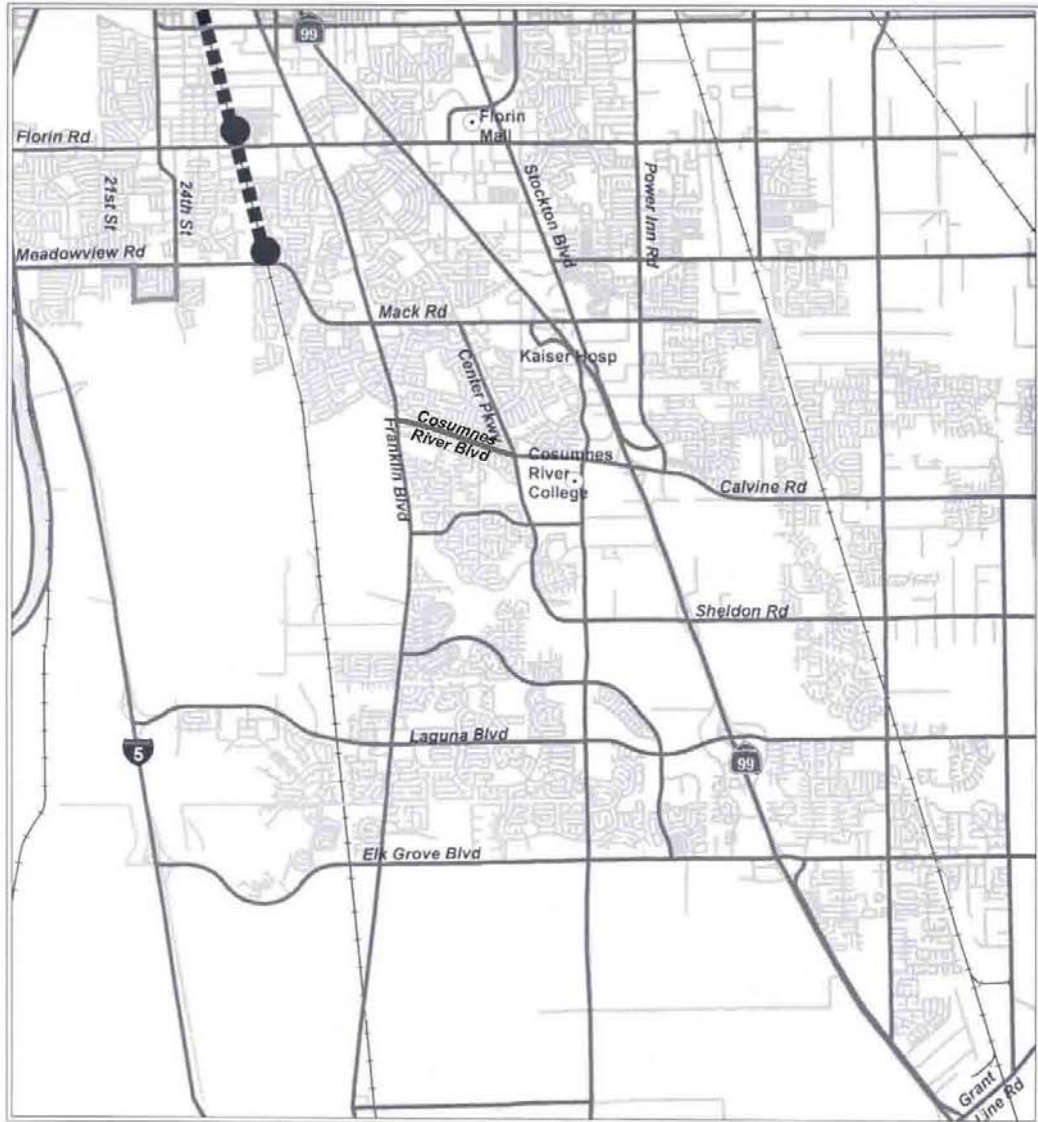 99
Florin
Mall
Florin Rd
21st St
24th St
Stockton Blvd
Power Inn Rd
Meadowview Rd
Mack Rd
Kaiser Hosp
Center Pkwy
Cosumnes
River Blvd
Franklin Blvd
Cosumnes
River
College
Calvine Rd
Sheldon Rd
Laguna Blvd
5
99
Elk Grove Blvd
Grant
Line Rd